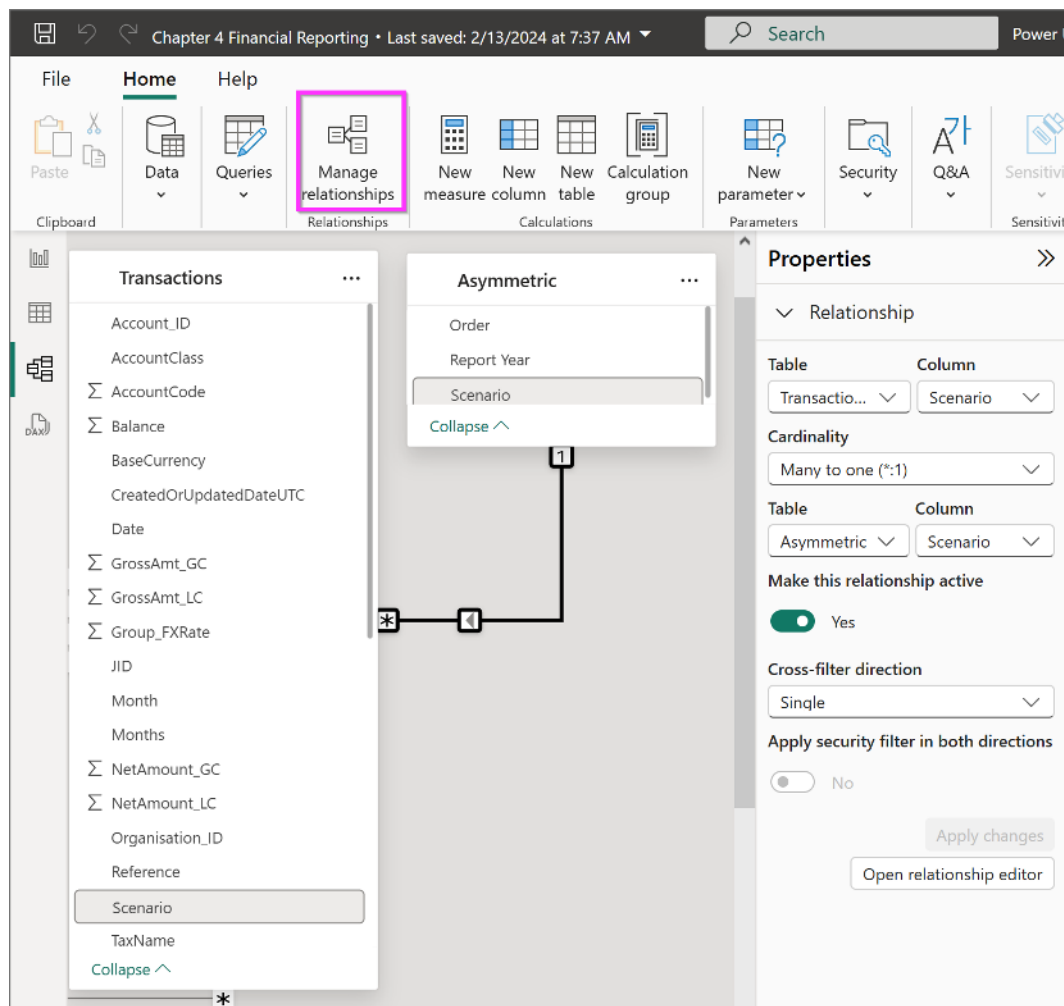 Chapter 4 Financial Reporting • Last saved: 2/13/2024 at 7:37 AM
Search
Power
File
Home
Help
Paste
Data
Queries
Manage
relationships
New
measure
New
column
New
table
Calculation
group
New
parameter
Security
Q&A
Sensitivi
Clipboard
Relationships
Calculations
Parameters
Sensitivit
DAX
Transactions
...
Account_ID
AccountClass
Σ AccountCode
Σ Balance
BaseCurrency
CreatedOrUpdatedDateUTC
Date
Σ GrossAmt_GC
Σ GrossAmt_LC
Σ Group_FXRate
JID
Month
Months
Σ NetAmount_GC
Σ NetAmount_LC
Organisation_ID
Reference
Scenario
TaxName
Collapse
*
Asymmetric
...
Order
Report Year
Scenario
Collapse
1
*
Properties
Relationship
Table
Column
Transactio...
Scenario
Cardinality
Many to one (*:1)
Table
Column
Asymmetric
Scenario
Make this relationship active
Yes
Cross-filter direction
Single
Apply security filter in both directions
No
Apply changes
Open relationship editor